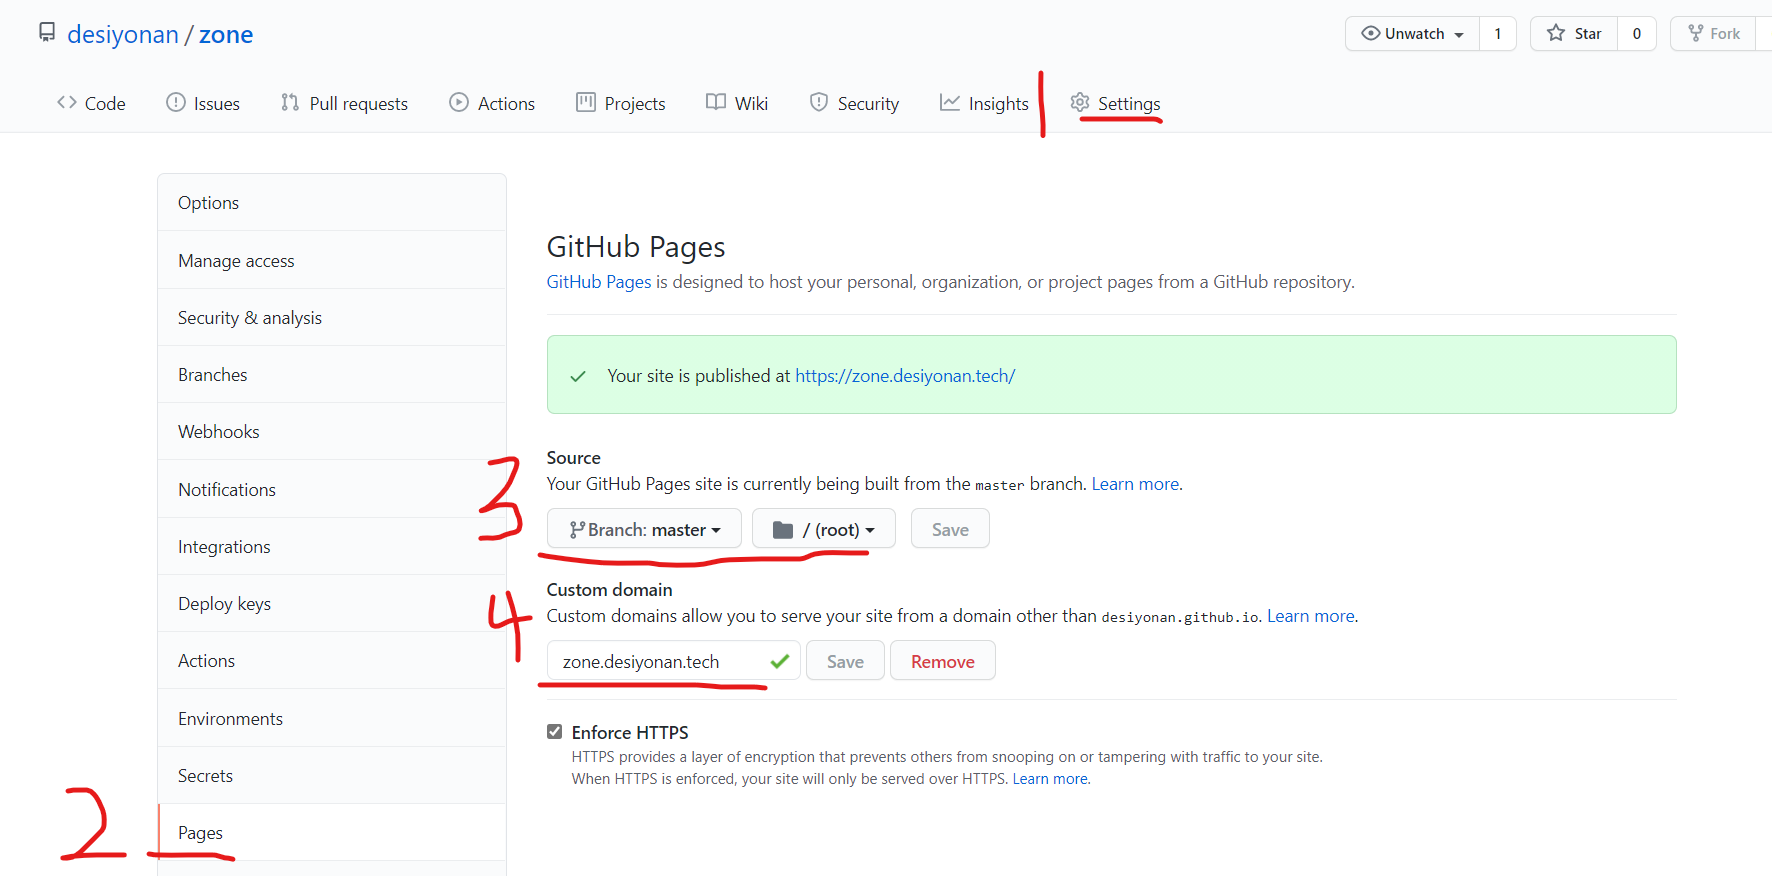 desiyonan / zone
Unwatch 1 Star 0 Fork
Code Issues Pull requests Actions Projects Wiki Security Insights 1 Settings
Options
Manage access
Security & analysis
Branches
Webhooks
Notifications
Integrations
Deploy keys
Actions
Environments
Secrets
2 Pages
GitHub Pages
GitHub Pages is designed to host your personal, organization, or project pages from a GitHub repository.
Your site is published at https://zone.desiyonan.tech/
Source
Your GitHub Pages site is currently being built from the master branch. Learn more.
3 Branch: master / (root) Save
Custom domain
4 Custom domains allow you to serve your site from a domain other than desiyonan.github.io. Learn more.
zone.desiyonan.tech Save Remove
Enforce HTTPS
HTTPS provides a layer of encryption that prevents others from snooping on or tampering with traffic to your site.
When HTTPS is enforced, your site will only be served over HTTPS. Learn more.